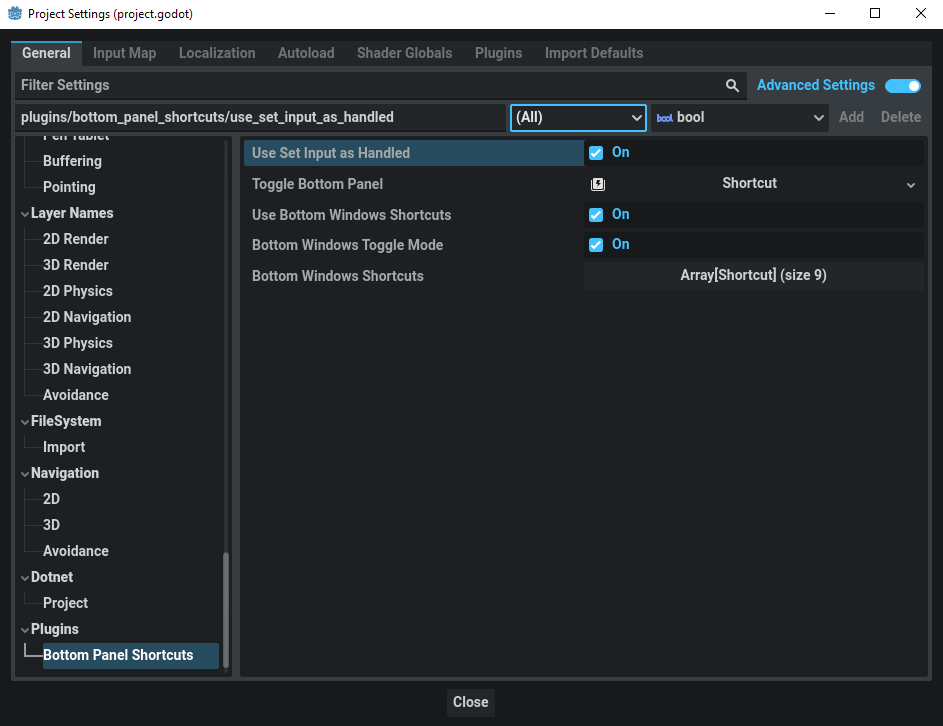 Project Settings (project.godot)
General Input Map Localization Autoload Shader Globals Plugins Import Defaults
Filter Settings Advanced Settings
plugins/bottom_panel_shortcuts/use_set_input_as_handled (All) bool bool Add Delete
Pen Tablet
Buffering
Pointing
Layer Names
2D Render
3D Render
2D Physics
2D Navigation
3D Physics
3D Navigation
Avoidance
FileSystem
Import
Navigation
2D
3D
Avoidance
Dotnet
Project
Plugins
Bottom Panel Shortcuts
Use Set Input as Handled On
Toggle Bottom Panel Shortcut
Use Bottom Windows Shortcuts On
Bottom Windows Toggle Mode On
Bottom Windows Shortcuts Array[Shortcut] (size 9)
Close